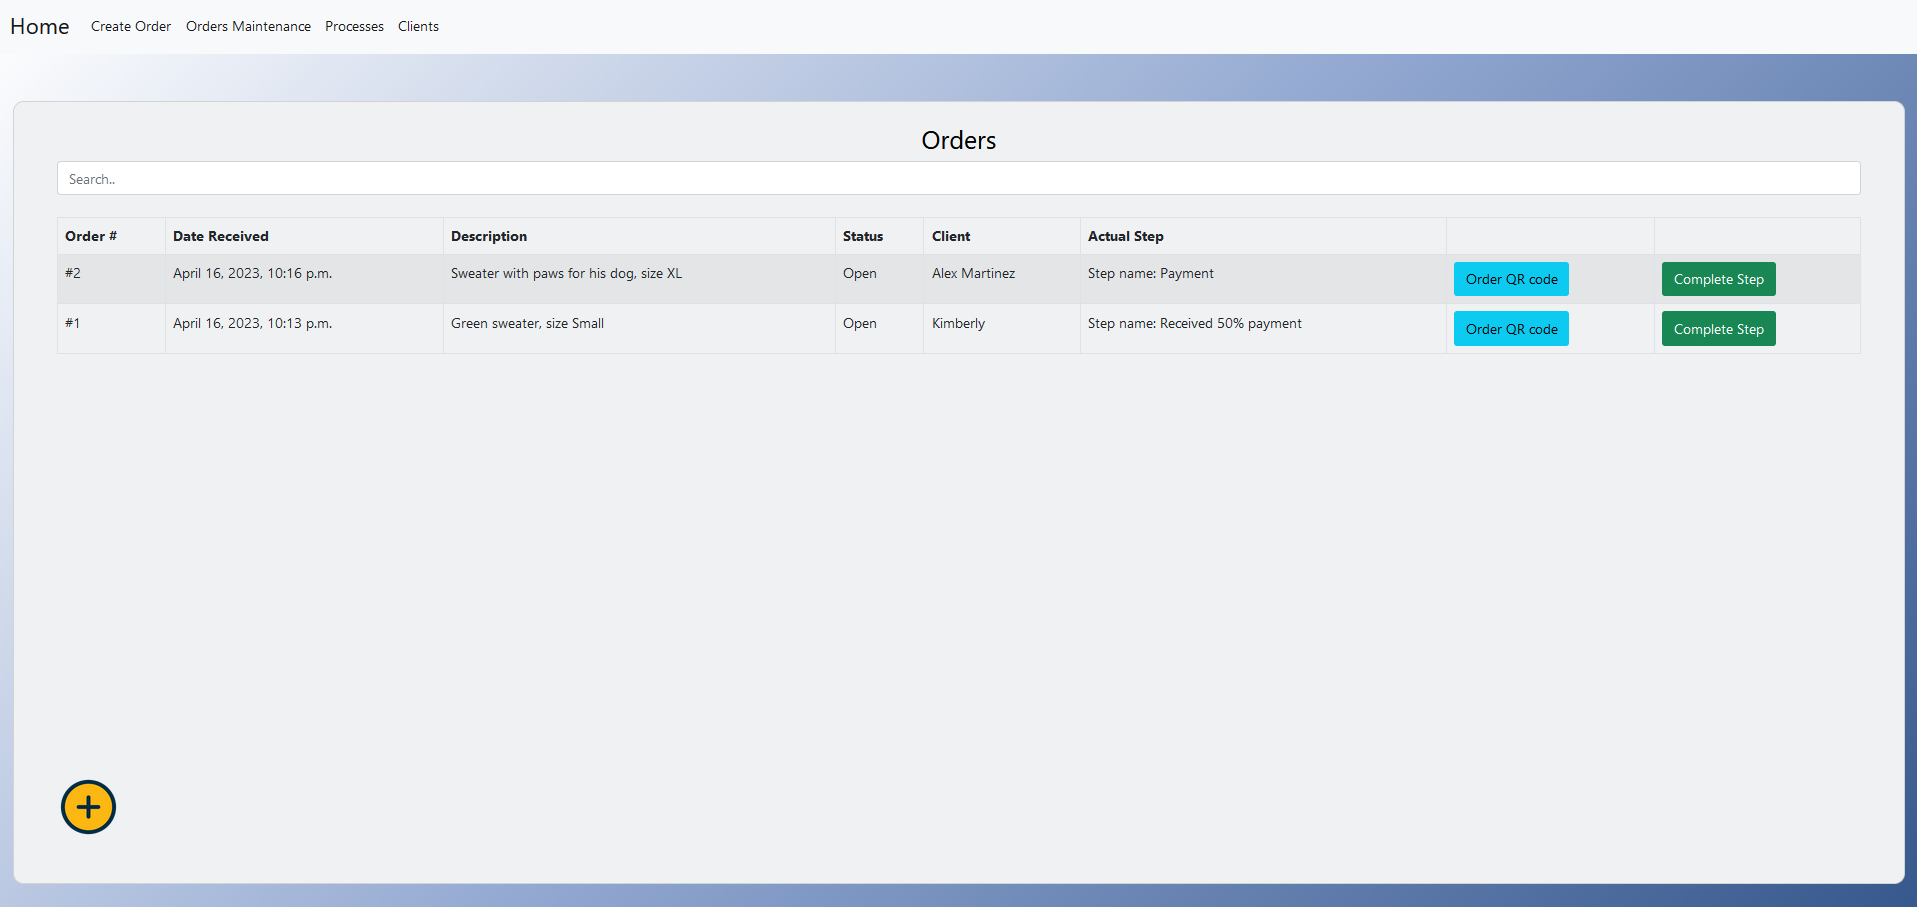 Home Create Order Orders Maintenance Processes Clients
Orders
Search..
Order # Date Received Description Status Client Actual Step
#2 April 16, 2023, 10:16 p.m. Sweater with paws for his dog, size XL Open Alex Martinez Step name: Payment Order QR code Complete Step
#1 April 16, 2023, 10:13 p.m. Green sweater, size Small Open Kimberly Step name: Received 50% payment Order QR code Complete Step